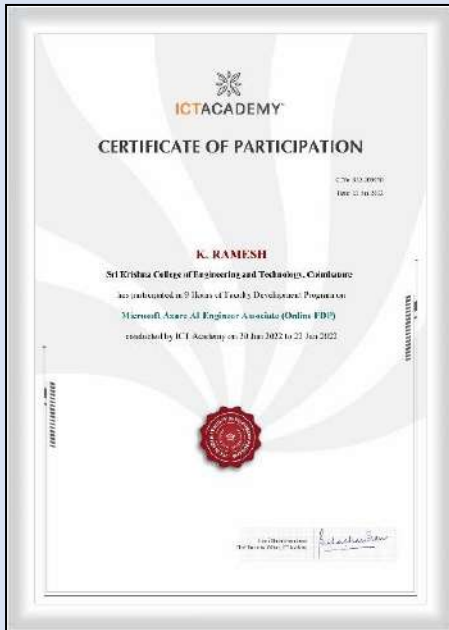 ICTACADEMY
CERTIFICATE OF PARTICIPATION
K. RAMESH
Sri Krishna College of Engineering and Technology, Coimbatore
has participated in 9 Hours of Faculty Development Program on
Microsoft Azure AI Engineer Associate (Online FDP)
conducted by ICT Academy on 20 Jun 2022 to 22 Jun 2022